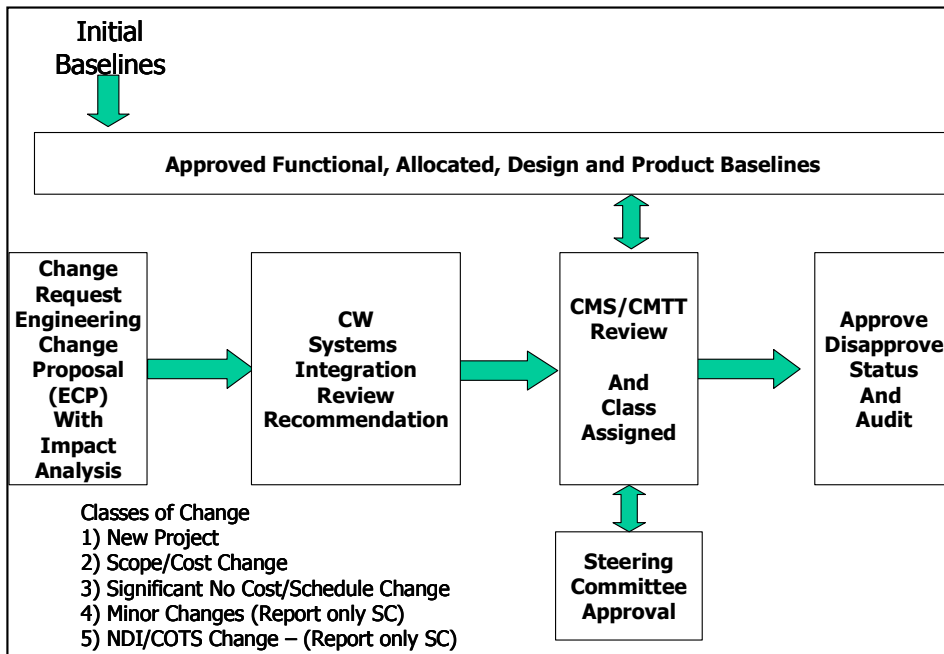 Initial
Baselines
Approved Functional, Allocated, Design and Product Baselines
Change
Request
Engineering
Change
Proposal
(ECP)
With
Impact
Analysis
CW
Systems
Integration
Review
Recommendation
CMS/CMTT
Review
And
Class
Assigned
Approve
Disapprove
Status
And
Audit
Classes of Change
1) New Project
2) Scope/Cost Change
3) Significant No Cost/Schedule Change
4) Minor Changes (Report only SC)
5) NDI/COTS Change – (Report only SC)
Steering
Committee
Approval